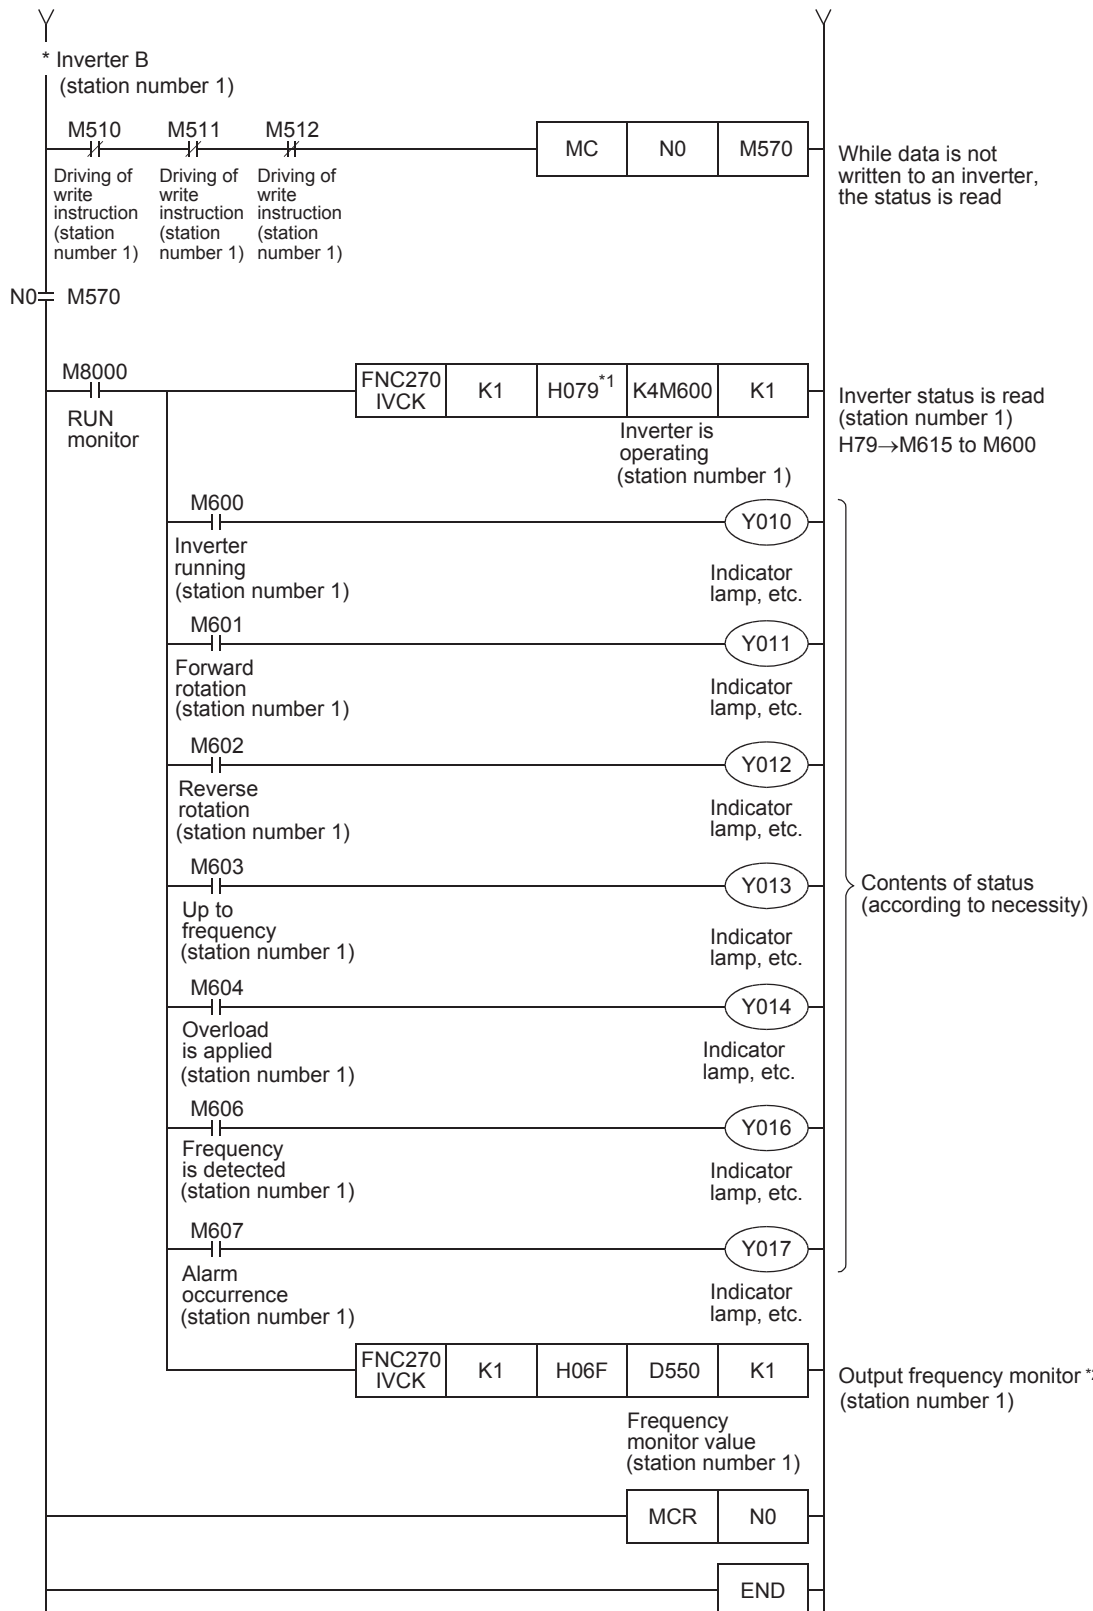 * Inverter B
(station number 1)
M510 M511 M512
MC N0 M570
While data is not
written to an inverter,
the status is read
Driving of
write
instruction
(station
number 1)
Driving of
write
instruction
(station
number 1)
Driving of
write
instruction
(station
number 1)
N0 M570
M8000
RUN
monitor
FNC270
IVCK
K1
H079*1
K4M600
K1
Inverter status is read
(station number 1)
H79→M615 to M600
Inverter is
operating
(station number 1)
M600
Y010
Inverter
running
(station number 1)
Indicator
lamp, etc.
M601
Y011
Forward
rotation
(station number 1)
Indicator
lamp, etc.
M602
Y012
Reverse
rotation
(station number 1)
Indicator
lamp, etc.
M603
Y013
Contents of status
(according to necessity)
Up to
frequency
(station number 1)
Indicator
lamp, etc.
M604
Y014
Overload
is applied
(station number 1)
Indicator
lamp, etc.
M606
Y016
Frequency
is detected
(station number 1)
Indicator
lamp, etc.
M607
Y017
Alarm
occurrence
(station number 1)
Indicator
lamp, etc.
FNC270
IVCK
K1
H06F
D550
K1
Output frequency monitor
(station number 1)
Frequency
monitor value
(station number 1)
MCR N0
END